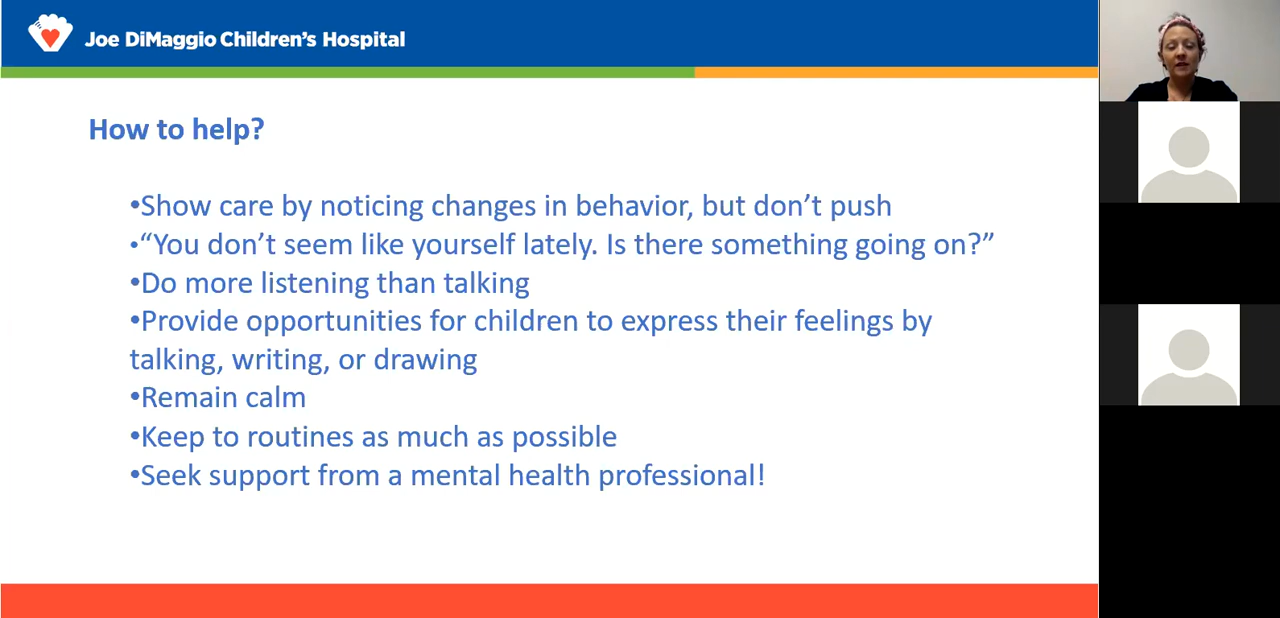 Joe DiMaggio Children’s Hospital
How to help?
•Show care by noticing changes in behavior, but don’t push
•“You don’t seem like yourself lately. Is there something going on?”
•Do more listening than talking
•Provide opportunities for children to express their feelings by
talking, writing, or drawing
•Remain calm
•Keep to routines as much as possible
•Seek support from a mental health professional!